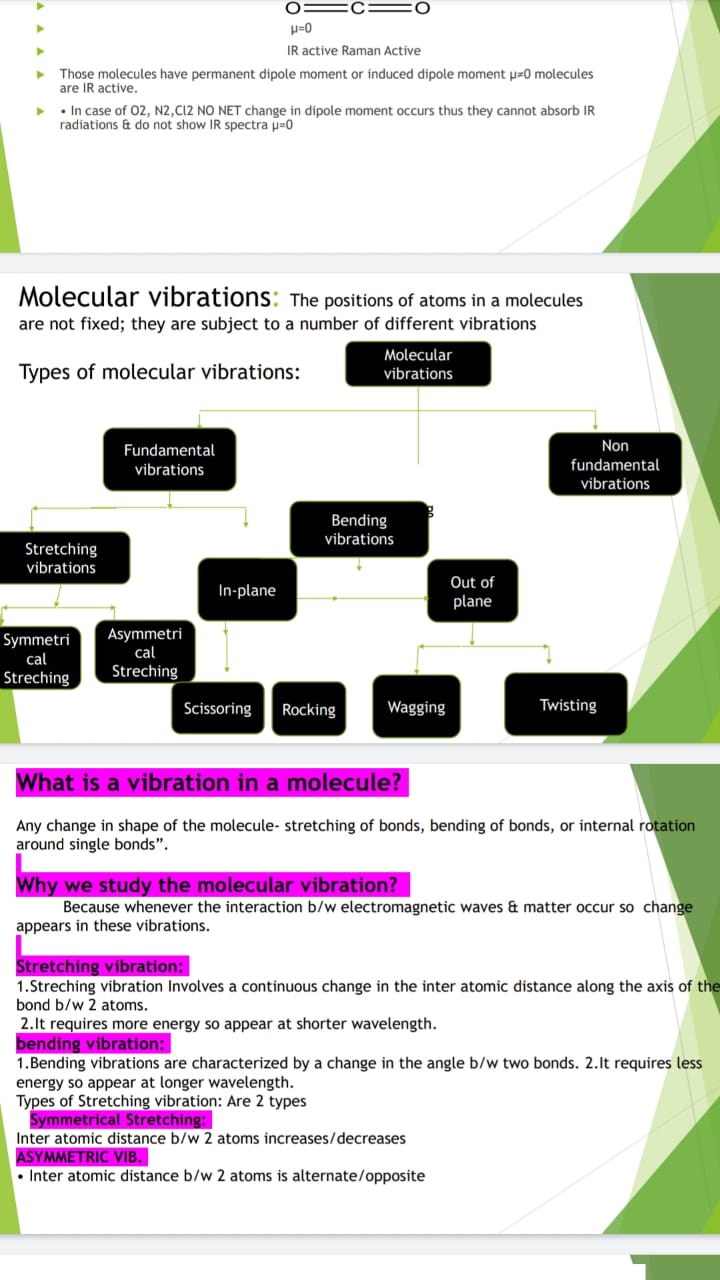 O=C=O
µ=0
IR active Raman Active
Those molecules have permanent dipole moment or induced dipole moment µ≠0 molecules
are IR active.
• In case of O2, N2,Cl2 NO NET change in dipole moment occurs thus they cannot absorb IR
radiations & do not show IR spectra µ=0
Molecular vibrations: The positions of atoms in a molecules
are not fixed; they are subject to a number of different vibrations
Types of molecular vibrations:
Molecular
vibrations
Fundamental
vibrations
Non
fundamental
vibrations
Bending
vibrations
g
Stretching
vibrations
In-plane
Out of
plane
Symmetri
cal
Streching
Asymmetri
cal
Streching
Scissoring
Rocking
Wagging
Twisting
What is a vibration in a molecule?
Any change in shape of the molecule- stretching of bonds, bending of bonds, or internal rotation
around single bonds”.
Why we study the molecular vibration?
Because whenever the interaction b/w electromagnetic waves & matter occur so change
appears in these vibrations.
Stretching vibration:
1.Streching vibration Involves a continuous change in the inter atomic distance along the axis of the
bond b/w 2 atoms.
2.It requires more energy so appear at shorter wavelength.
bending vibration:
1.Bending vibrations are characterized by a change in the angle b/w two bonds. 2.It requires less
energy so appear at longer wavelength.
Types of Stretching vibration: Are 2 types
Symmetrical Stretching:
Inter atomic distance b/w 2 atoms increases/decreases
ASYMMETRIC VIB.
• Inter atomic distance b/w 2 atoms is alternate/opposite